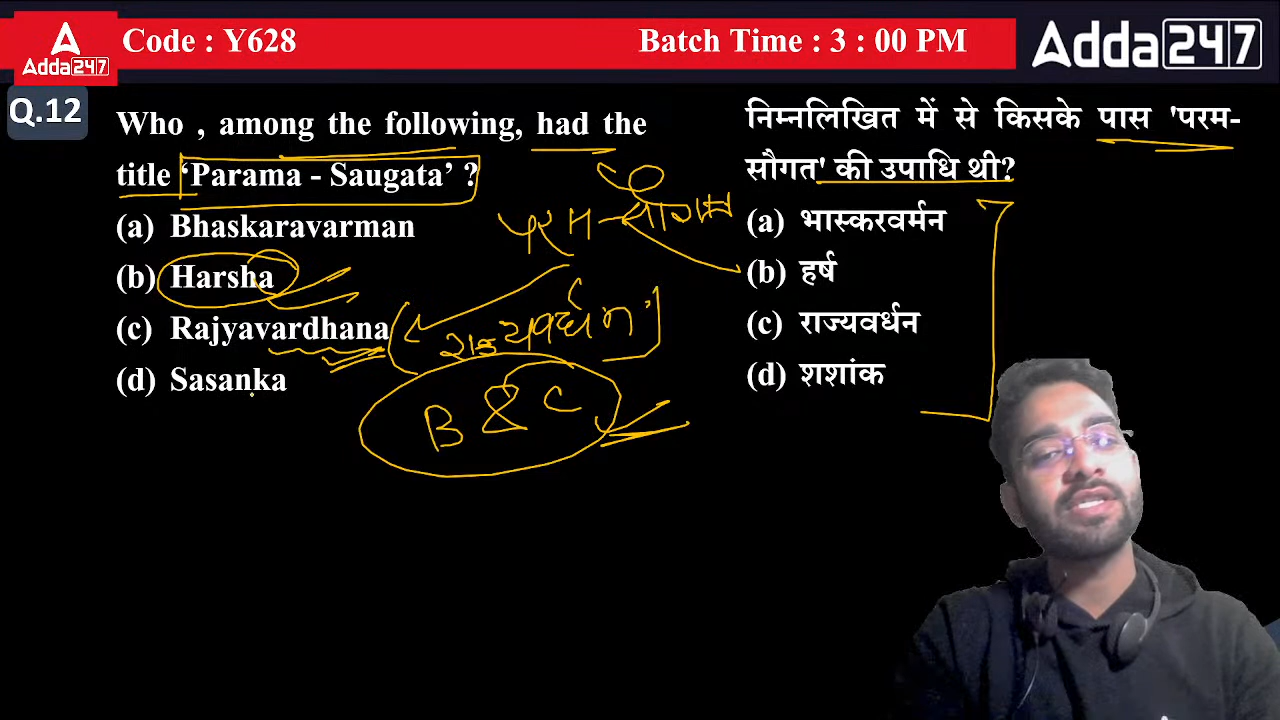 Code : Y628
Batch Time : 3 : 00 PM
Adda247
Adda247
Q.12
Who , among the following, had the
title ‘Parama - Saugata’ ?
(a) Bhaskaravarman
(b) Harsha
(c) Rajyavardhana
(d) Sasanka
निम्नलिखित में से किसके पास 'परम-
सौगत' की उपाधि थी?
(a) भास्करवर्मन
(b) हर्ष
(c) राज्यवर्धन
(d) शशांक
परम -
राज्यवर्धन
B & C